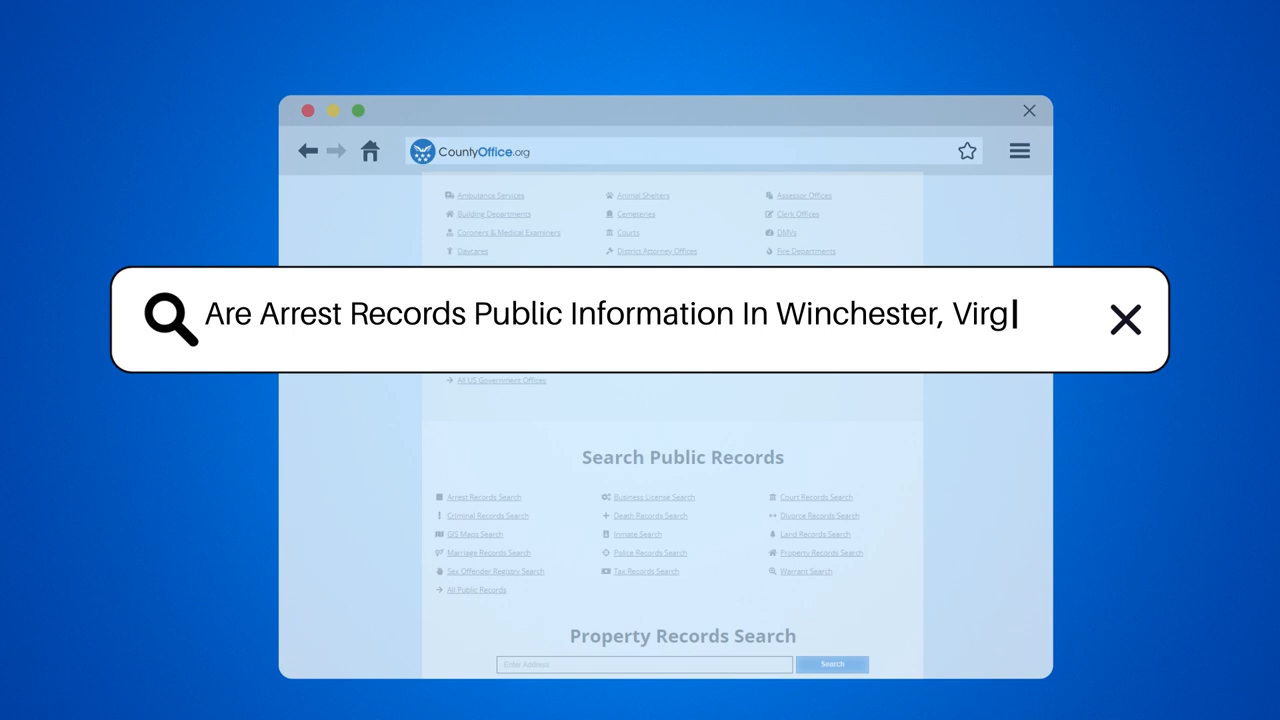 CountyOffice.org
Ambulance Services Animal Shelters Assessor Offices
Building Departments Cemeteries Clerk Offices
Coroners & Medical Examiners Courts DMVs
Daycares District Attorney Offices Fire Departments
Are Arrest Records Public Information In Winchester, Virg
All US Government Offices
Search Public Records
Arrest Records Search Business License Search Court Records Search
Criminal Records Search Death Records Search Divorce Records Search
GIS Maps Search Inmate Search Land Records Search
Marriage Records Search Police Records Search Property Records Search
Sex Offender Registry Search Tax Records Search Warrant Search
All Public Records
Property Records Search
Enter Address Search